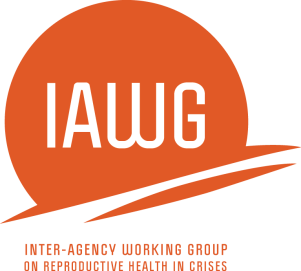 IAWG
INTER-AGENCY WORKING GROUP
ON REPRODUCTIVE HEALTH IN CRISES